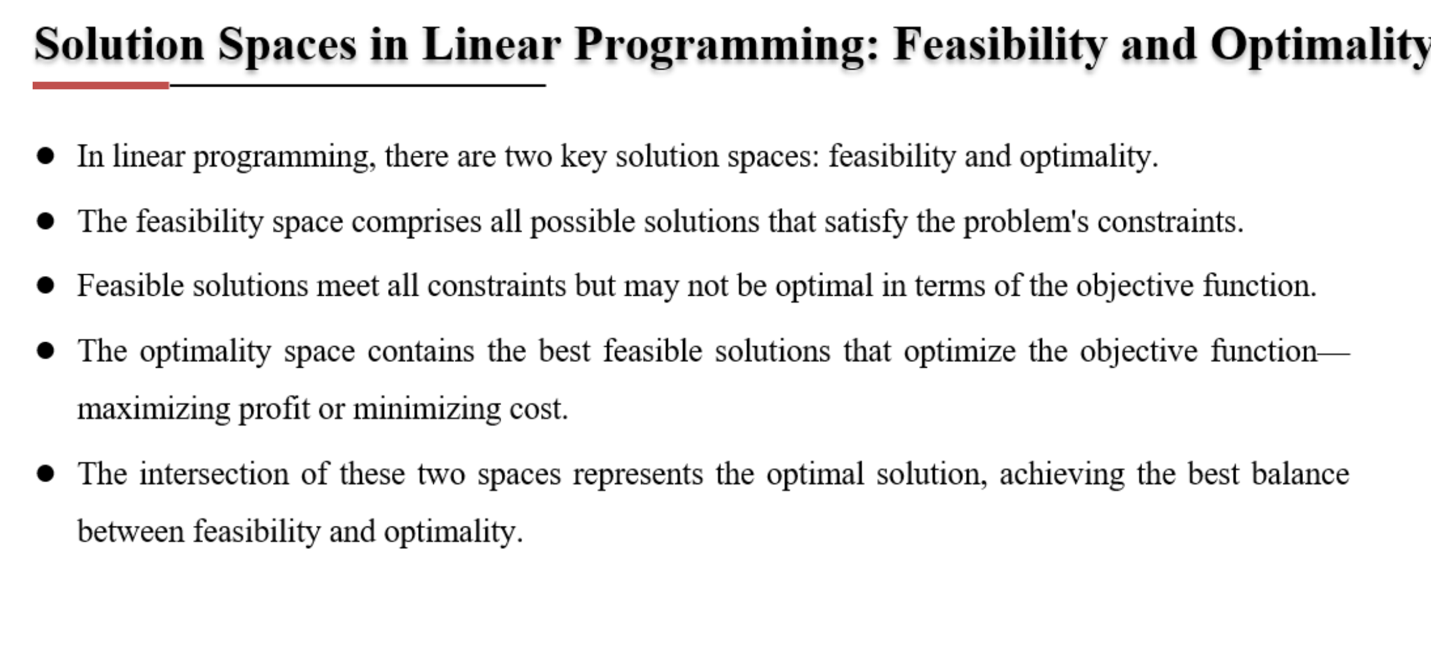 Solution Spaces in Linear Programming: Feasibility and Optimality
● In linear programming, there are two key solution spaces: feasibility and optimality.
● The feasibility space comprises all possible solutions that satisfy the problem's constraints.
● Feasible solutions meet all constraints but may not be optimal in terms of the objective function.
● The optimality space contains the best feasible solutions that optimize the objective function—
maximizing profit or minimizing cost.
● The intersection of these two spaces represents the optimal solution, achieving the best balance
between feasibility and optimality.